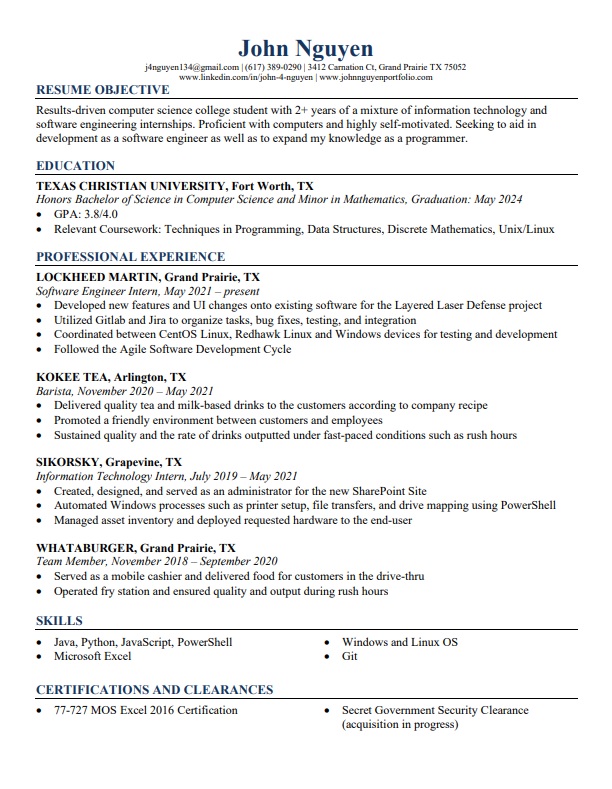 John Nguyen
j4nguyen134@gmail.com | (617) 389-0290 | 3412 Carnation Ct, Grand Prairie TX 75052
www.linkedin.com/in/john-4-nguyen | www.johnnguyenportfolio.com
RESUME OBJECTIVE
Results-driven computer science college student with 2+ years of a mixture of information technology and
software engineering internships. Proficient with computers and highly self-motivated. Seeking to aid in
development as a software engineer as well as to expand my knowledge as a programmer.
EDUCATION
TEXAS CHRISTIAN UNIVERSITY, Fort Worth, TX
Honors Bachelor of Science in Computer Science and Minor in Mathematics, Graduation: May 2024
• GPA: 3.8/4.0
• Relevant Coursework: Techniques in Programming, Data Structures, Discrete Mathematics, Unix/Linux
PROFESSIONAL EXPERIENCE
LOCKHEED MARTIN, Grand Prairie, TX
Software Engineer Intern, May 2021 – present
• Developed new features and UI changes onto existing software for the Layered Laser Defense project
• Utilized Gitlab and Jira to organize tasks, bug fixes, testing, and integration
• Coordinated between CentOS Linux, Redhawk Linux and Windows devices for testing and development
• Followed the Agile Software Development Cycle
KOKEE TEA, Arlington, TX
Barista, November 2020 – May 2021
• Delivered quality tea and milk-based drinks to the customers according to company recipe
• Promoted a friendly environment between customers and employees
• Sustained quality and the rate of drinks outputted under fast-paced conditions such as rush hours
SIKORSKY, Grapevine, TX
Information Technology Intern, July 2019 – May 2021
• Created, designed, and served as an administrator for the new SharePoint Site
• Automated Windows processes such as printer setup, file transfers, and drive mapping using PowerShell
• Managed asset inventory and deployed requested hardware to the end-user
WHATABURGER, Grand Prairie, TX
Team Member, November 2018 – September 2020
• Served as a mobile cashier and delivered food for customers in the drive-thru
• Operated fry station and ensured quality and output during rush hours
SKILLS
• Java, Python, JavaScript, PowerShell
• Microsoft Excel
• Windows and Linux OS
• Git
CERTIFICATIONS AND CLEARANCES
• 77-727 MOS Excel 2016 Certification
• Secret Government Security Clearance
(acquisition in progress)